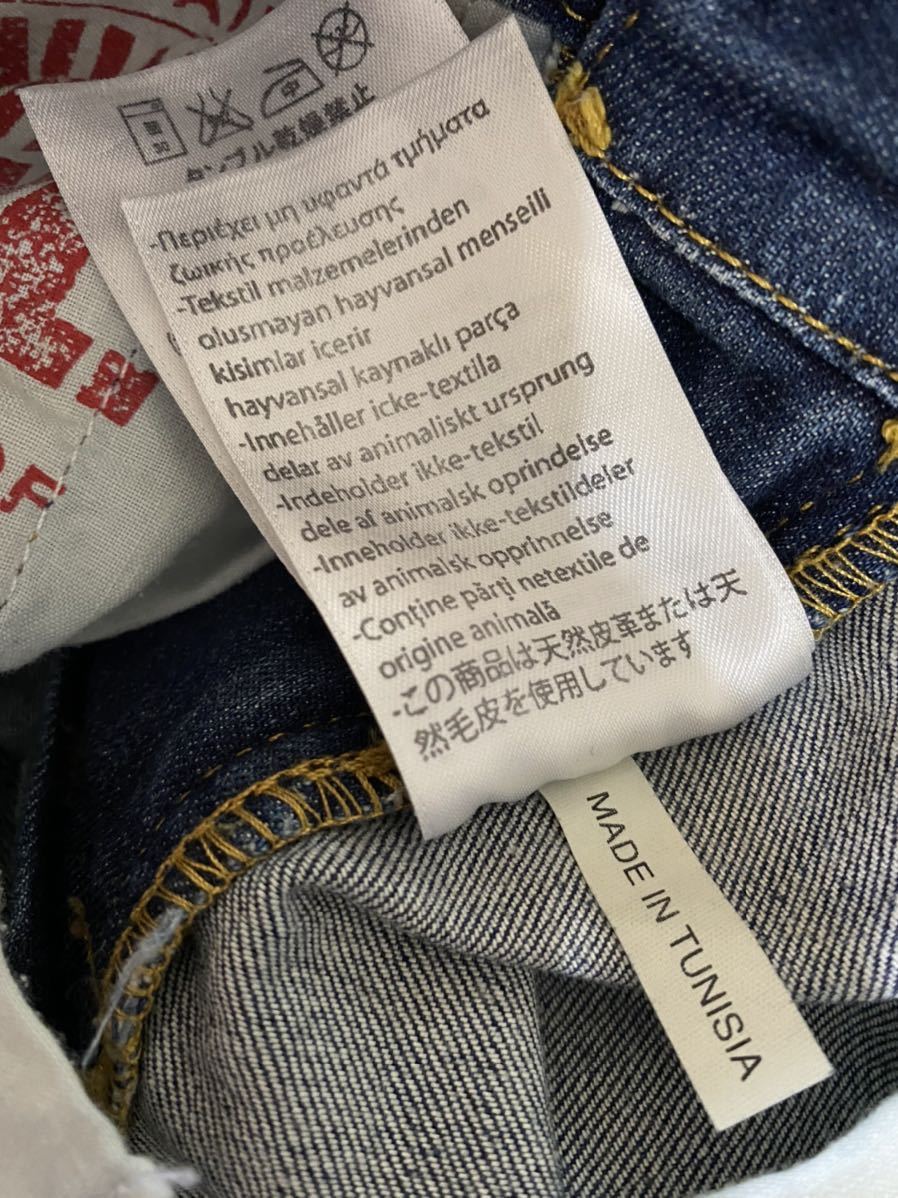 タンブル乾燥禁止
-Περιέχει μη υφαντά τμήματα
ζωικής προέλευσης
-Tekstil malzemelerinden
olusmayan hayvansal menseili
kisimlar icerir
hayvansal kaynaklı parça
-Innehåller icke-textila
delar av animaliskt ursprung
-Indeholder ikke-tekstil
dele af animalsk oprindelse
-Inneholder ikke-tekstildeler
av animalsk opprinnelse
-Conţine părţi netextile de
origine animală
-この商品は天然皮革または天
然毛皮を使用しています
MADE IN TUNISIA